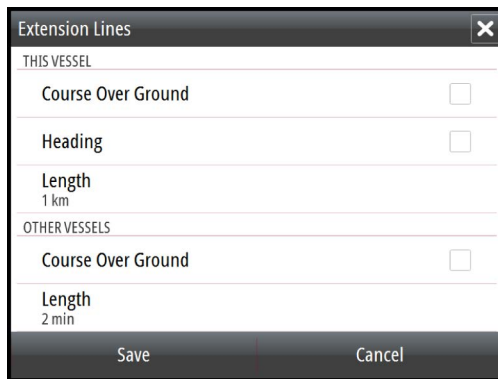 Extension Lines
THIS VESSEL
Course Over Ground
Heading
Length
1 km
OTHER VESSELS
Course Over Ground
Length
2 min
Save Cancel